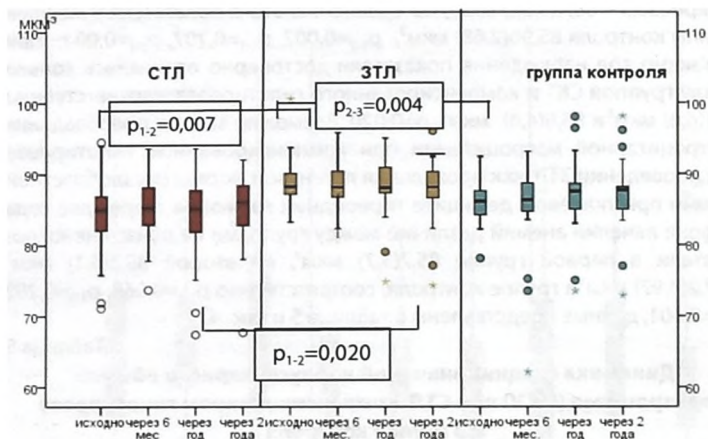 МКМ³
110
100
90
80
70
60
СТЛ
ЗТЛ
группа контроля
p₁₋₂=0,007
p₂₋₃=0,004
p₁₋₂=0,020
110
100
90
80
70
60
исходно через 6 через через 2 исходно через 6 через через 2 исходно через 6 через через 2
мес. год года мес. год года мес. год года